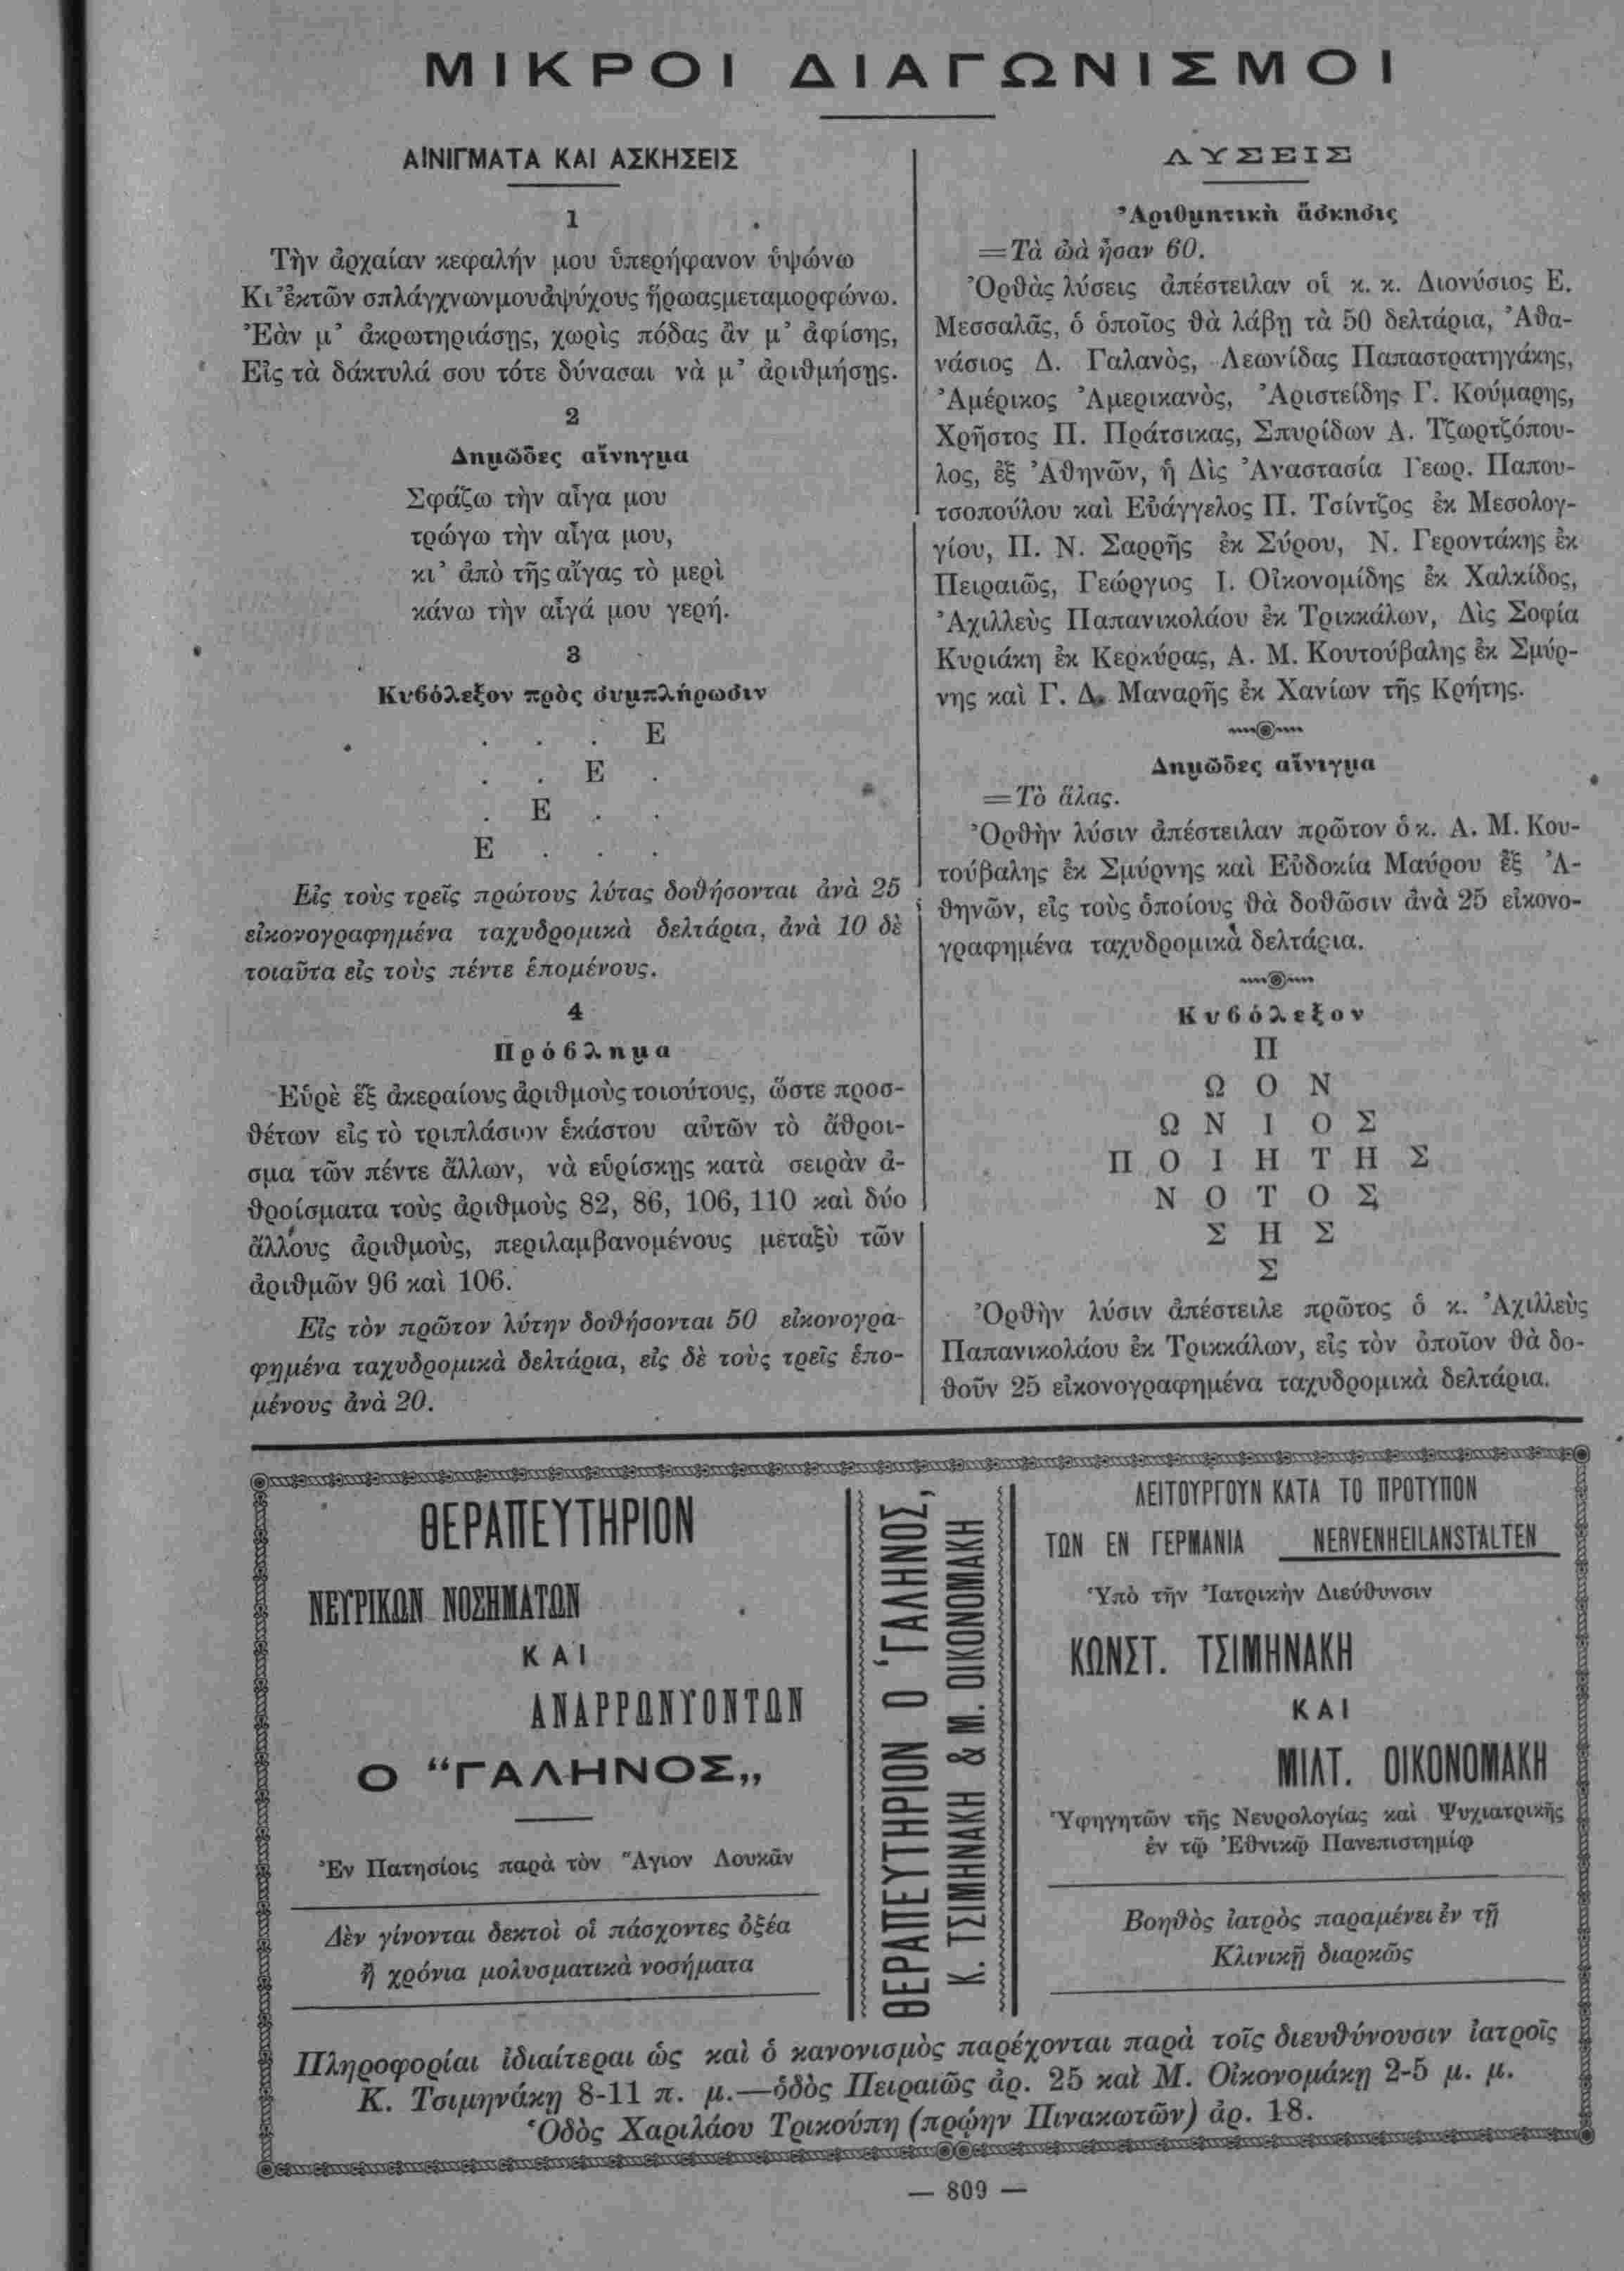 ΜΙΚΡΟΙ ΔΙΑΓΩΝΙΣΜΟΙ
ΑΙΝΙΓΜΑΤΑ ΚΑΙ ΑΣΚΗΣΕΙΣ
1
Τὴν ἀρχαίαν κεφαλήν μου ὑπερήφανον ὑψώνω
Κι᾿ ἐκτῶν σπλάγχνωνμουἀψύχους ἥρωαςμεταμορφώνω.
Ἐὰν μ᾿ ἀκρωτηριάσῃς, χωρὶς πόδας ἂν μ᾿ ἀφίσῃς,
Εἰς τὰ δάκτυλά σου τότε δύνασαι νὰ μ᾿ ἀριθμήσῃς.
2
Δημῶδες αἴνηγμα
Σφάζω τὴν αἶγα μου
τρώγω τὴν αἶγα μου,
κι᾿ ἀπὸ τῆς αἴγας τὸ μερὶ
κάνω τὴν αἶγά μου γερή.
3
Κυβόλεξον πρὸς συμπλήρωσιν
. . . Ε
. . Ε .
. Ε . .
Ε . . .
Εἰς τοὺς τρεῖς πρώτους λύτας δοθήσονται ἀνὰ 25
εἰκονογραφημένα ταχυδρομικὰ δελτάρια, ἀνὰ 10 δὲ
τοιαῦτα εἰς τοὺς πέντε ἑπομένους.
4
Πρόβλημα
Εὑρὲ ἓξ ἀκεραίους ἀριθμοὺς τοιούτους, ὥστε προσ-
θέτων εἰς τὸ τριπλάσιον ἑκάστου αὐτῶν τὸ ἄθροι-
σμα τῶν πέντε ἄλλων, νὰ εὑρίσκῃς κατὰ σειρὰν ἀ-
θροίσματα τοὺς ἀριθμοὺς 82, 86, 106, 110 καὶ δύο
ἄλλους ἀριθμοὺς, περιλαμβανομένους μεταξὺ τῶν
ἀριθμῶν 96 καὶ 106.
Εἰς τὸν πρῶτον λύτην δοθήσονται 50 εἰκονογρα-
φημένα ταχυδρομικὰ δελτάρια, εἰς δὲ τοὺς τρεῖς ἑπο-
μένους ἀνὰ 20.
ΛΥΣΕΙΣ
Ἀριθμητικὴ ἄσκησις
=Τὰ ὠὰ ἦσαν 60.
Ὀρθὰς λύσεις ἀπέστειλαν οἱ κ. κ. Διονύσιος Ε.
Μεσσαλᾶς, ὁ ὁποῖος θὰ λάβῃ τὰ 50 δελτάρια, Ἀθα-
νάσιος Δ. Γαλανὸς, Λεωνίδας Παπαστρατηγάκης,
Ἀμέρικος Ἀμερικανὸς, Ἀριστείδης Γ. Κούμαρης,
Χρῆστος Π. Πράτσικας, Σπυρίδων Α. Τζωρτζόπου-
λος, ἐξ Ἀθηνῶν, ἡ Δὶς Ἀναστασία Γεωρ. Παπου-
τσοπούλου καὶ Εὐάγγελος Π. Τσίντζος ἐκ Μεσολογ-
γίου, Π. Ν. Σαρρῆς ἐκ Σύρου, Ν. Γεροντάκης ἐκ
Πειραιῶς, Γεώργιος Ι. Οἰκονομίδης ἐκ Χαλκίδος,
Ἀχιλλεὺς Παπανικολάου ἐκ Τρικκάλων, Δὶς Σοφία
Κυριάκη ἐκ Κερκύρας, Α. Μ. Κουτούβαλης ἐκ Σμύρ-
νης καὶ Γ. Δ. Μαναρῆς ἐκ Χανίων τῆς Κρήτης.
Δημῶδες αἴνιγμα
=Τὸ ἅλας.
Ὀρθὴν λύσιν ἀπέστειλαν πρῶτον ὁ κ. Α. Μ. Κου-
τούβαλης ἐκ Σμύρνης καὶ Εὐδοκία Μαύρου ἐξ Ἀ-
θηνῶν, εἰς τοὺς ὁποίους θὰ δοθῶσιν ἀνὰ 25 εἰκονο-
γραφημένα ταχυδρομικὰ δελτάρια.
Κυβόλεξον
Π
Ω Ο Ν
Ω Ν Ι Ο Σ
Π Ο Ι Η Τ Η Σ
Ν Ο Τ Ο Σ
Σ Η Σ
Σ
Ὀρθὴν λύσιν ἀπέστειλε πρῶτος ὁ κ. Ἀχιλλεὺς
Παπανικολάου ἐκ Τρικκάλων, εἰς τὸν ὁποῖον θὰ δο-
θοῦν 25 εἰκονογραφημένα ταχυδρομικὰ δελτάρια.
ΘΕΡΑΠΕΥΤΗΡΙΟΝ
ΝΕΥΡΙΚΩΝ ΝΟΣΗΜΑΤΩΝ
ΚΑΙ
ΑΝΑΡΡΩΝΥΟΝΤΩΝ
Ο “ΓΑΛΗΝΟΣ„
Ἐν Πατησίοις παρὰ τὸν Ἅγιον Λουκᾶν
Δὲν γίνονται δεκτοὶ οἱ πάσχοντες ὀξέα
ἢ χρόνια μολυσματικὰ νοσήματα
ΘΕΡΑΠΕΥΤΗΡΙΟΝ Ο ‛ΓΑΛΗΝΟΣ,
Κ. ΤΣΙΜΗΝΑΚΗ & Μ. ΟΙΚΟΝΟΜΑΚΗ
ΛΕΙΤΟΥΡΓΟΥΝ ΚΑΤΑ ΤΟ ΠΡΟΤΥΠΟΝ
ΤΩΝ ΕΝ ΓΕΡΜΑΝΙΑ NERVENHEILANSTALTEN
Ὑπὸ τὴν Ἰατρικὴν Διεύθυνσιν
ΚΩΝΣΤ. ΤΣΙΜΗΝΑΚΗ
ΚΑΙ
ΜΙΛΤ. ΟΙΚΟΝΟΜΑΚΗ
Ὑφηγητῶν τῆς Νευρολογίας καὶ Ψυχιατρικῆς
ἐν τῷ Ἐθνικῷ Πανεπιστημίῳ
Βοηθὸς ἰατρὸς παραμένει ἐν τῇ
Κλινικῇ διαρκῶς
Πληροφορίαι ἰδιαίτεραι ὡς καὶ ὁ κανονισμὸς παρέχονται παρὰ τοῖς διευθύνουσιν ἰατροῖς
Κ. Τσιμηνάκῃ 8-11 π. μ.—ὁδὸς Πειραιῶς ἀρ. 25 καὶ Μ. Οἰκονομάκῃ 2-5 μ. μ.
Ὁδὸς Χαριλάου Τρικούπη (πρῴην Πινακωτῶν) ἀρ. 18.
— 809 —